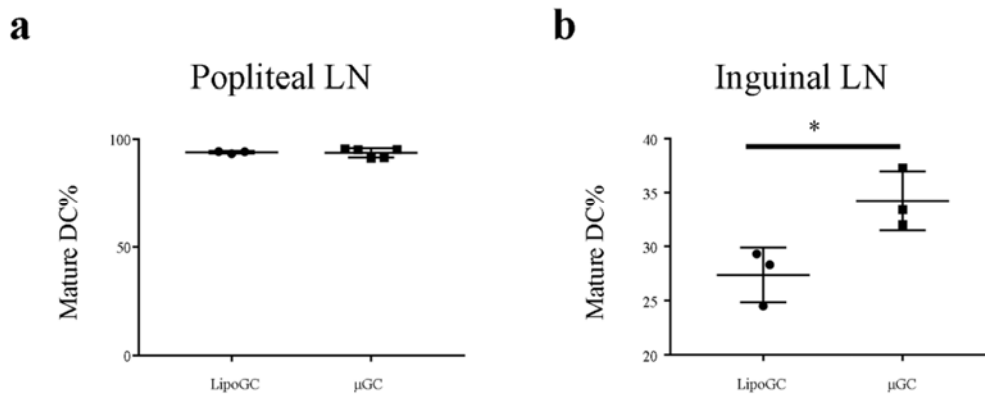 a
Popliteal LN
Mature DC%
100
50
0
LipoGC
μGC
b
Inguinal LN
*
Mature DC%
40
35
30
25
20
LipoGC
μGC